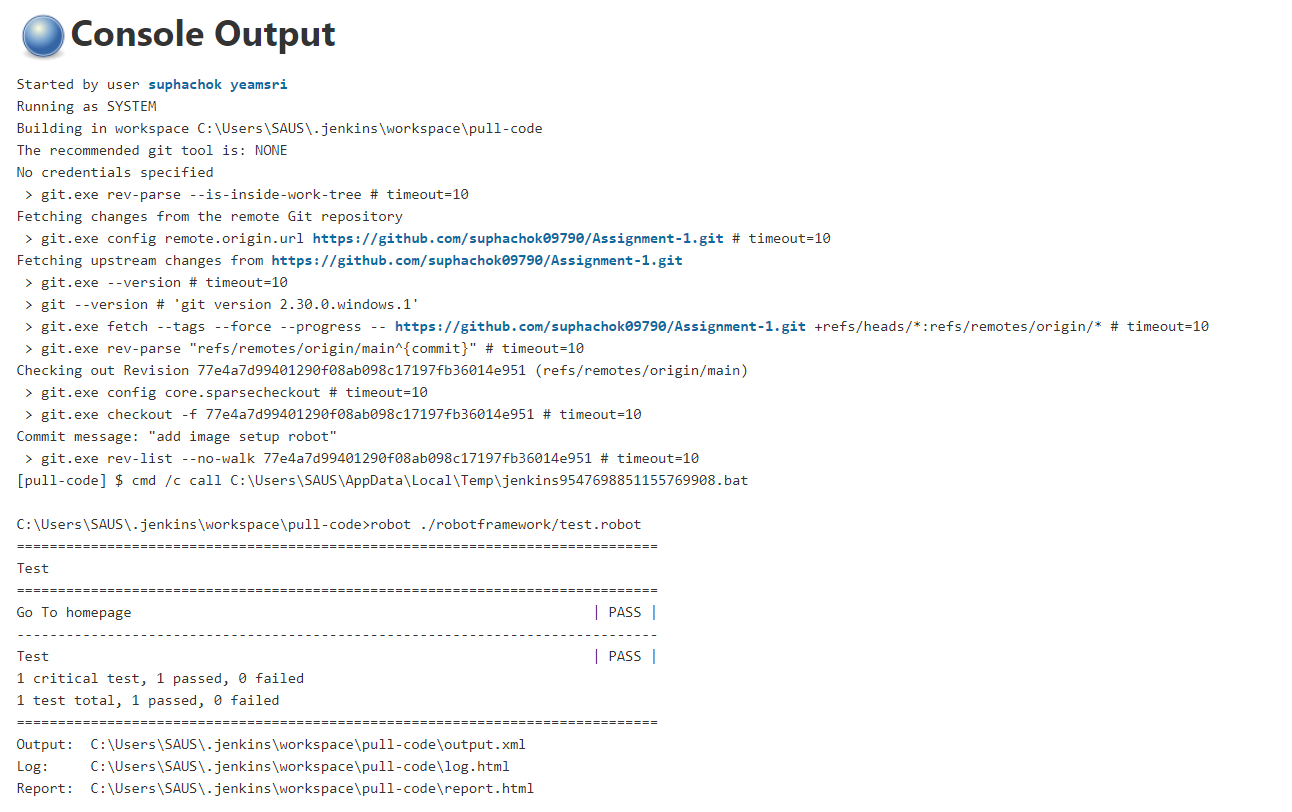 Console Output
Started by user suphachok yeamsri
Running as SYSTEM
Building in workspace C:\Users\SAUS\.jenkins\workspace\pull-code
The recommended git tool is: NONE
No credentials specified
 > git.exe rev-parse --is-inside-work-tree # timeout=10
Fetching changes from the remote Git repository
 > git.exe config remote.origin.url https://github.com/suphachok09790/Assignment-1.git # timeout=10
Fetching upstream changes from https://github.com/suphachok09790/Assignment-1.git
 > git.exe --version # timeout=10
 > git --version # 'git version 2.30.0.windows.1'
 > git.exe fetch --tags --force --progress -- https://github.com/suphachok09790/Assignment-1.git +refs/heads/*:refs/remotes/origin/* # timeout=10
 > git.exe rev-parse "refs/remotes/origin/main^{commit}" # timeout=10
Checking out Revision 77e4a7d99401290f08ab098c17197fb36014e951 (refs/remotes/origin/main)
 > git.exe config core.sparsecheckout # timeout=10
 > git.exe checkout -f 77e4a7d99401290f08ab098c17197fb36014e951 # timeout=10
Commit message: "add image setup robot"
 > git.exe rev-list --no-walk 77e4a7d99401290f08ab098c17197fb36014e951 # timeout=10
[pull-code] $ cmd /c call C:\Users\SAUS\AppData\Local\Temp\jenkins9547698851155769908.bat

C:\Users\SAUS\.jenkins\workspace\pull-code>robot ./robotframework/test.robot
==============================================================================
Test
==============================================================================
Go To homepage                                                        | PASS |
------------------------------------------------------------------------------
Test                                                                  | PASS |
1 critical test, 1 passed, 0 failed
1 test total, 1 passed, 0 failed
==============================================================================
Output:  C:\Users\SAUS\.jenkins\workspace\pull-code\output.xml
Log:     C:\Users\SAUS\.jenkins\workspace\pull-code\log.html
Report:  C:\Users\SAUS\.jenkins\workspace\pull-code\report.html